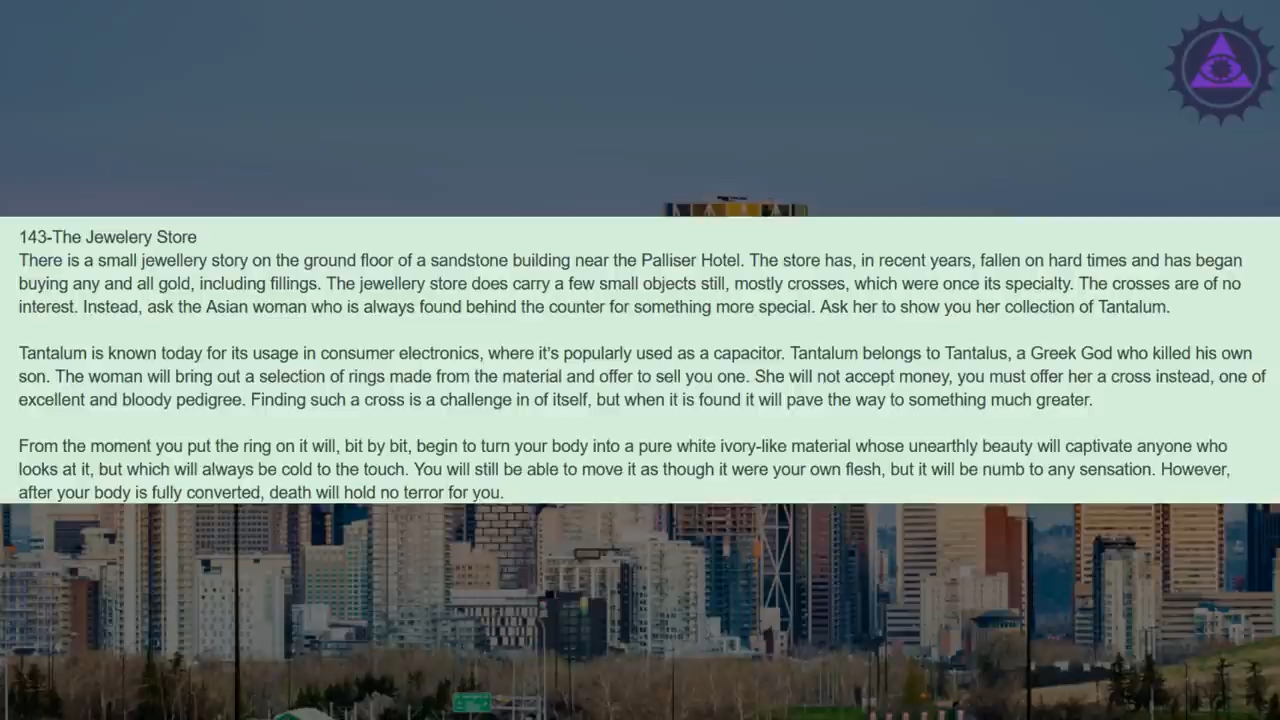 143-The Jewelery Store
There is a small jewellery story on the ground floor of a sandstone building near the Palliser Hotel. The store has, in recent years, fallen on hard times and has began
buying any and all gold, including fillings. The jewellery store does carry a few small objects still, mostly crosses, which were once its specialty. The crosses are of no
interest. Instead, ask the Asian woman who is always found behind the counter for something more special. Ask her to show you her collection of Tantalum.
Tantalum is known today for its usage in consumer electronics, where it's popularly used as a capacitor. Tantalum belongs to Tantalus, a Greek God who killed his own
son. The woman will bring out a selection of rings made from the material and offer to sell you one. She will not accept money, you must offer her a cross instead, one of
excellent and bloody pedigree. Finding such a cross is a challenge in of itself, but when it is found it will pave the way to something much greater.
From the moment you put the ring on it will, bit by bit, begin to turn your body into a pure white ivory-like material whose unearthly beauty will captivate anyone who
looks at it, but which will always be cold to the touch. You will still be able to move it as though it were your own flesh, but it will be numb to any sensation. However,
after your body is fully converted, death will hold no terror for you.